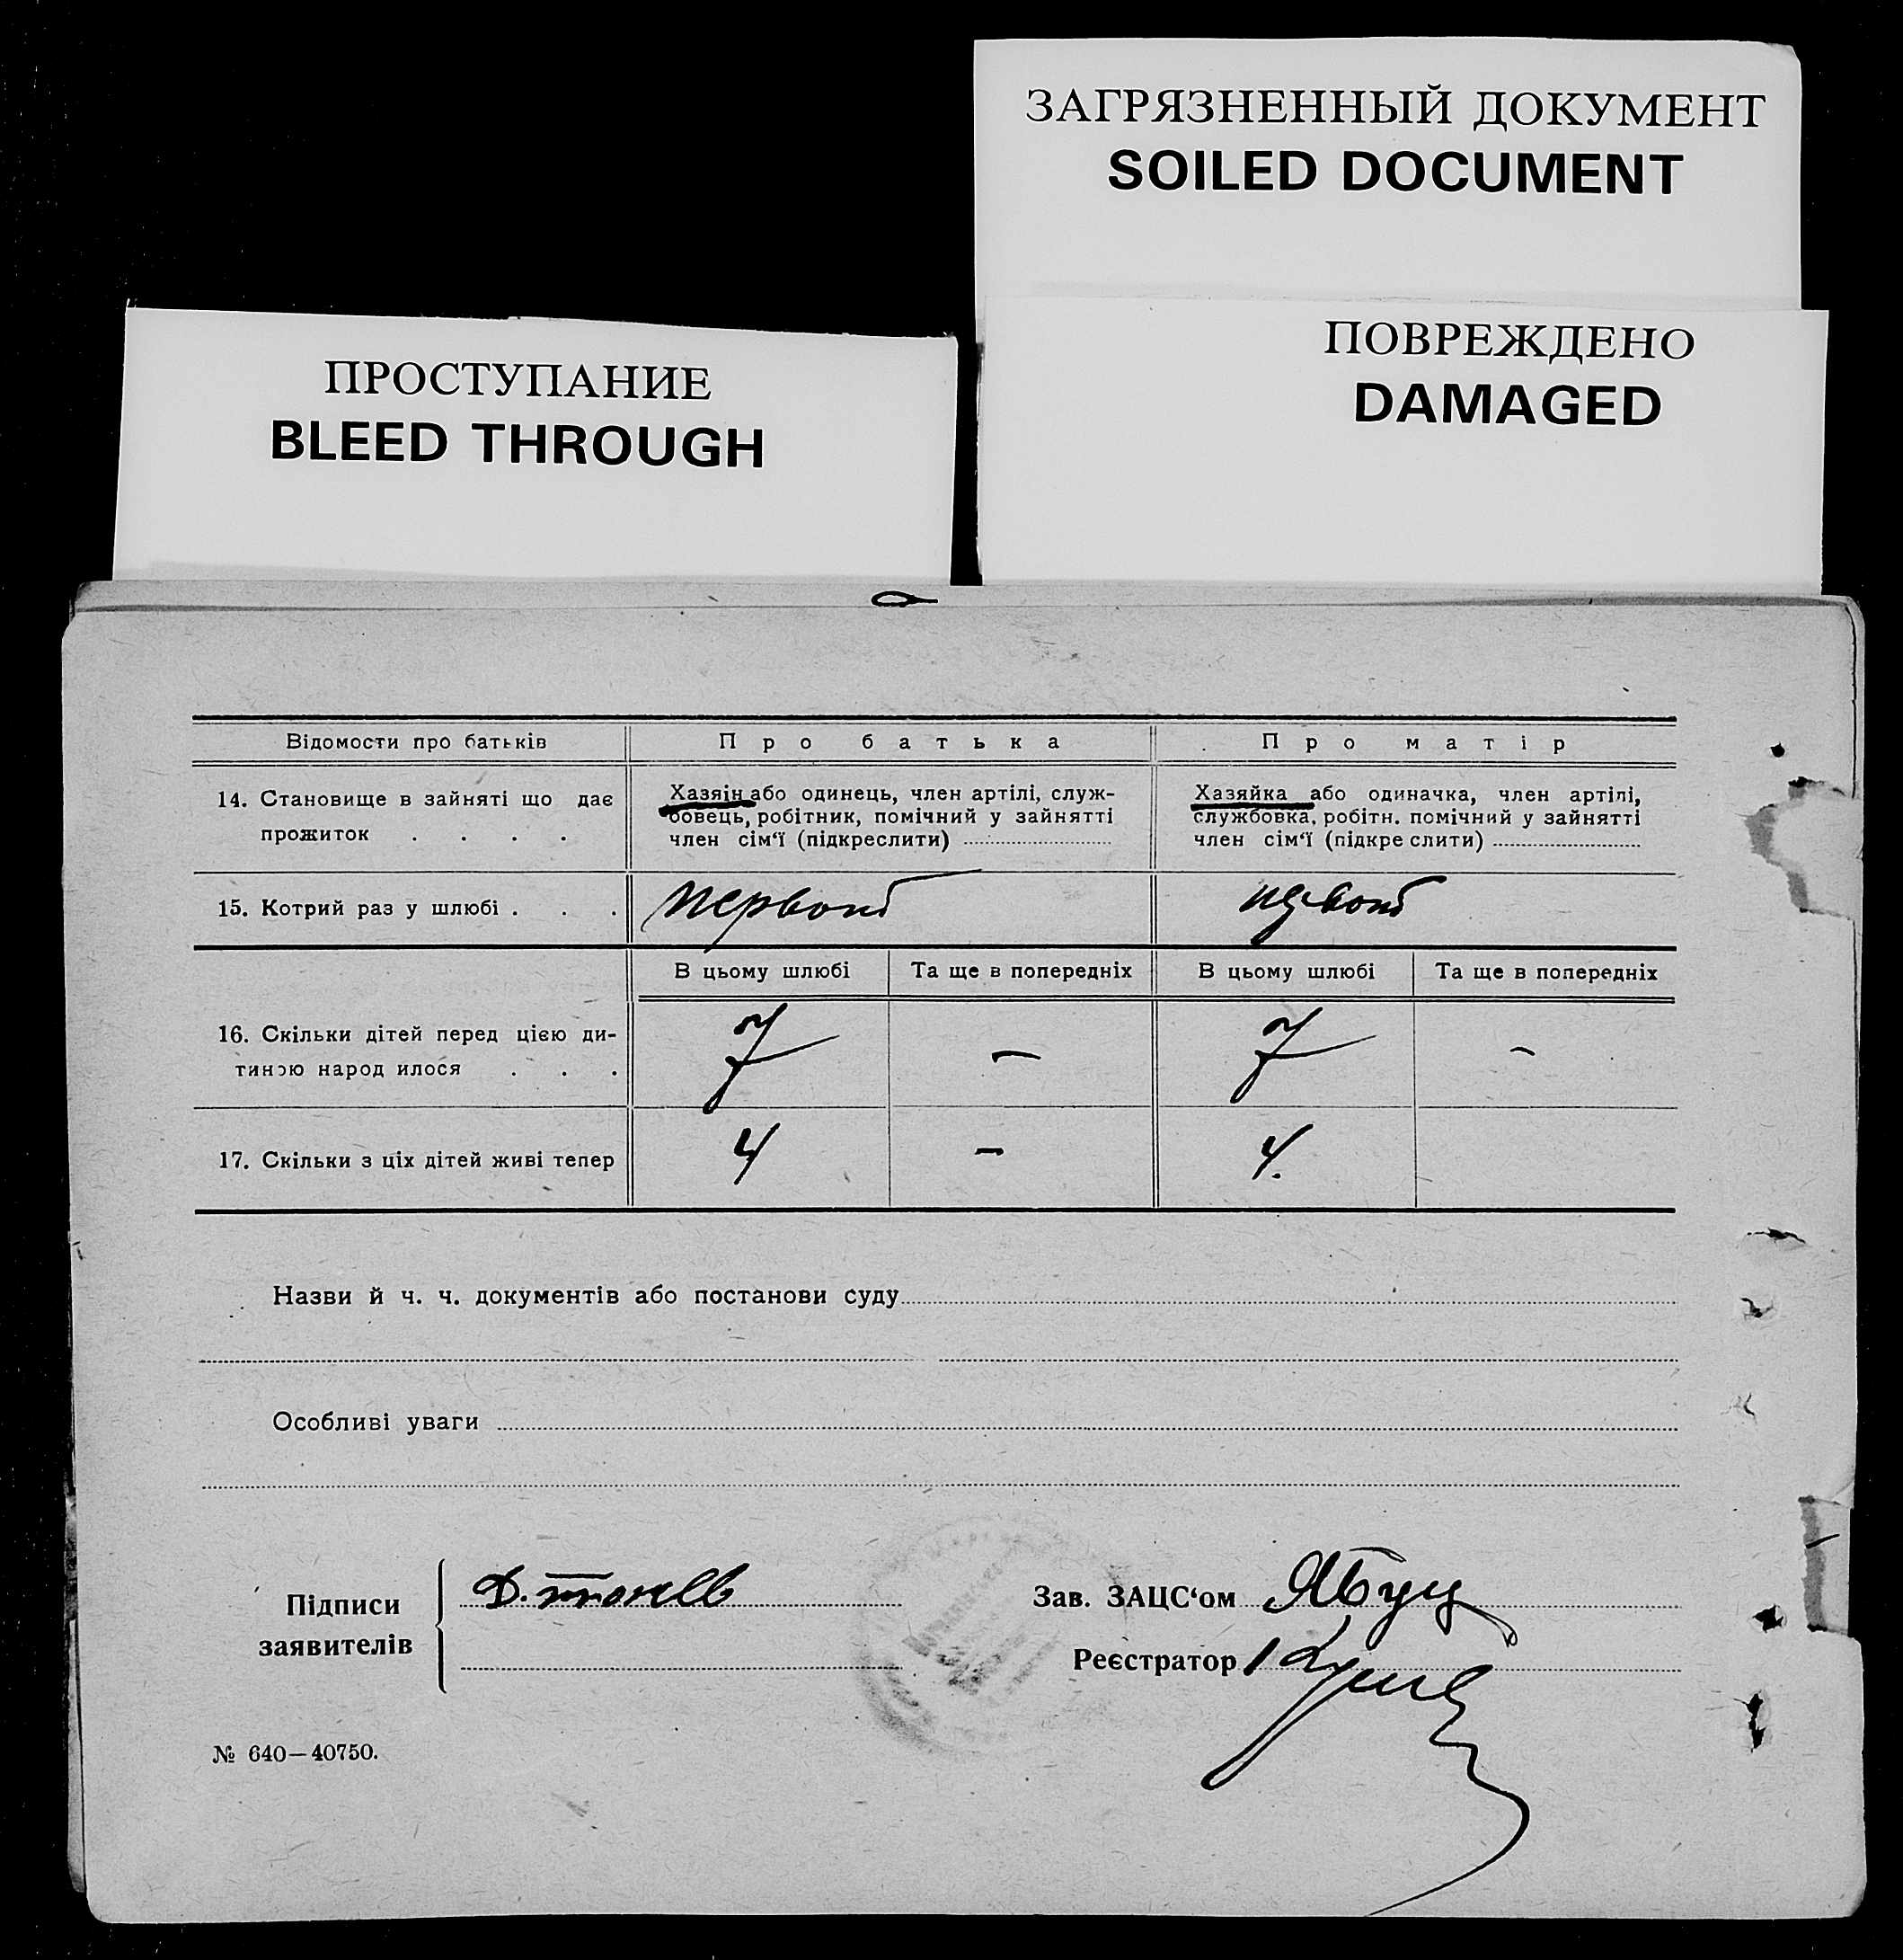 ЗАГРЯЗНЕННЫЙ ДОКУМЕНТ
SOILED DOCUMENT
ПРОСТУПАНИЕ
BLEED THROUGH
ПОВРЕЖДЕНО
DAMAGED
Відомости про батьків
Про батька
Про матір
14. Становище в зайняті що дає
прожиток . . . .
Хазяїн або одинець, член артілі, служ-
бовець, робітник, помічний у зайнятті
член сім'ї (підкреслити)
Хазяйка або одиначка, член артілі,
службовка, робітн. помічний у зайнятті
член сім'ї (підкре слити)
15. Котрий раз у шлюбі . . .
В цьому шлюбі
Та ще в попередніх
В цьому шлюбі
Та ще в попередніх
16. Скільки дітей перед цією ди-
тиною народ илося . . .
7
–
7
–
17. Скільки з ціх дітей живі тепер
4
–
4.
Назви й ч. ч. документів або постанови суду
Особливі уваги
Підписи
заявителів
Зав. ЗАЦС'ом
Реєстратор
№ 640—40750.